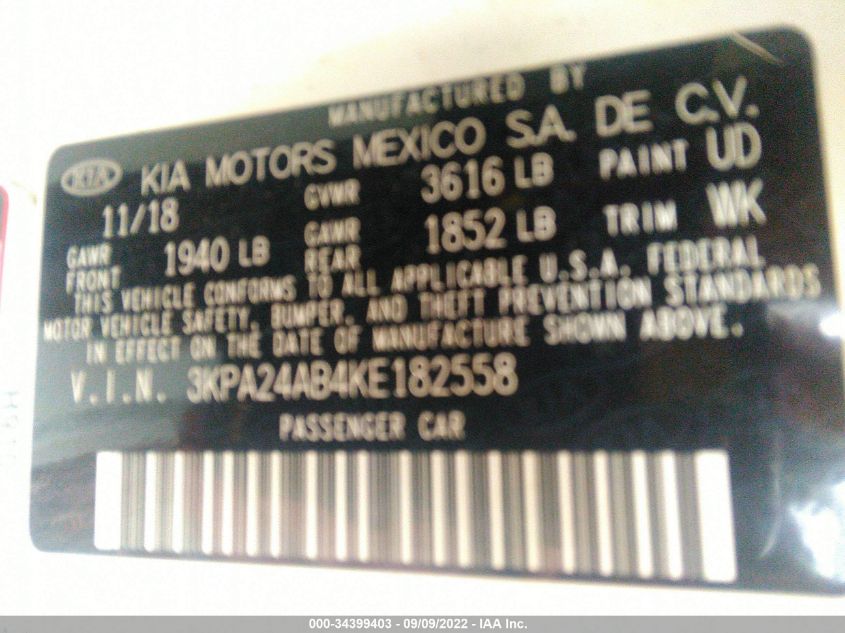 MANUFACTURED BY
KIA KIA MOTORS MEXICO S.A. DE C.V.
11/18 GVWR 3616 LB PAINT UD
GAWR FRONT 1940 LB GAWR REAR 1852 LB TRIM WK
THIS VEHICLE CONFORMS TO ALL APPLICABLE U.S.A. FEDERAL
MOTOR VEHICLE SAFETY, BUMPER, AND THEFT PREVENTION STANDARDS
IN EFFECT ON THE DATE OF MANUFACTURE SHOWN ABOVE.
V.I.N. 3KPA24AB4KE182558
PASSENGER CAR
000-34399403 - 09/09/2022 - IAA Inc.